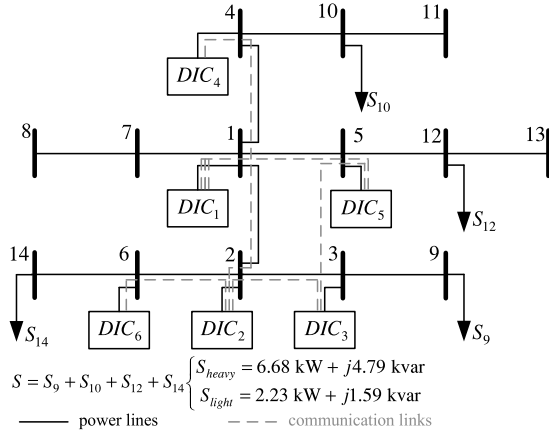 4 10 11
DIC₄
S₁₀
8 7 1 5 12 13
DIC₁ DIC₅
S₁₂
14 6 2 3 9
DIC₆ DIC₂ DIC₃
S₁₄ S₉
S = S₉ + S₁₀ + S₁₂ + S₁₄ {
S_heavy = 6.68 kW + j4.79 kvar
S_light = 2.23 kW + j1.59 kvar
power lines communication links